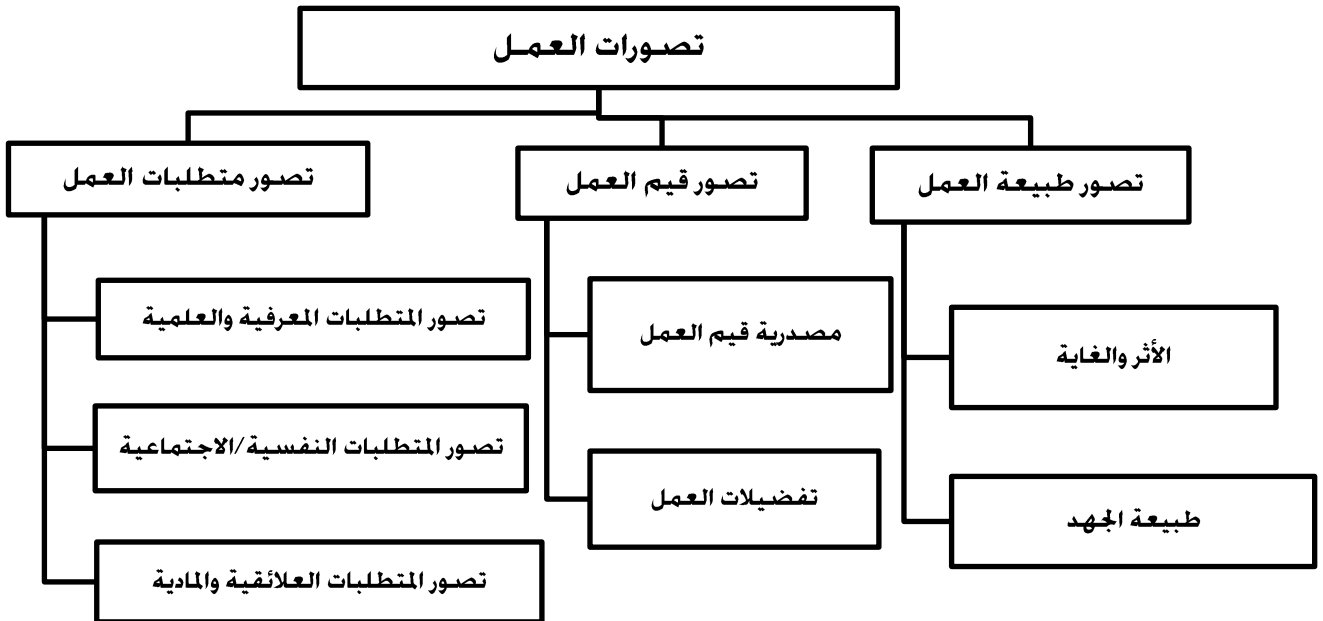 تصورات العمل
تصور طبيعة العمل
تصور قيم العمل
تصور متطلبات العمل
الأثر والغاية
طبيعة الجهد
مصدرية قيم العمل
تفضيلات العمل
تصور المتطلبات المعرفية والعلمية
تصور المتطلبات النفسية/الاجتماعية
تصور المتطلبات العلائقية والمادية